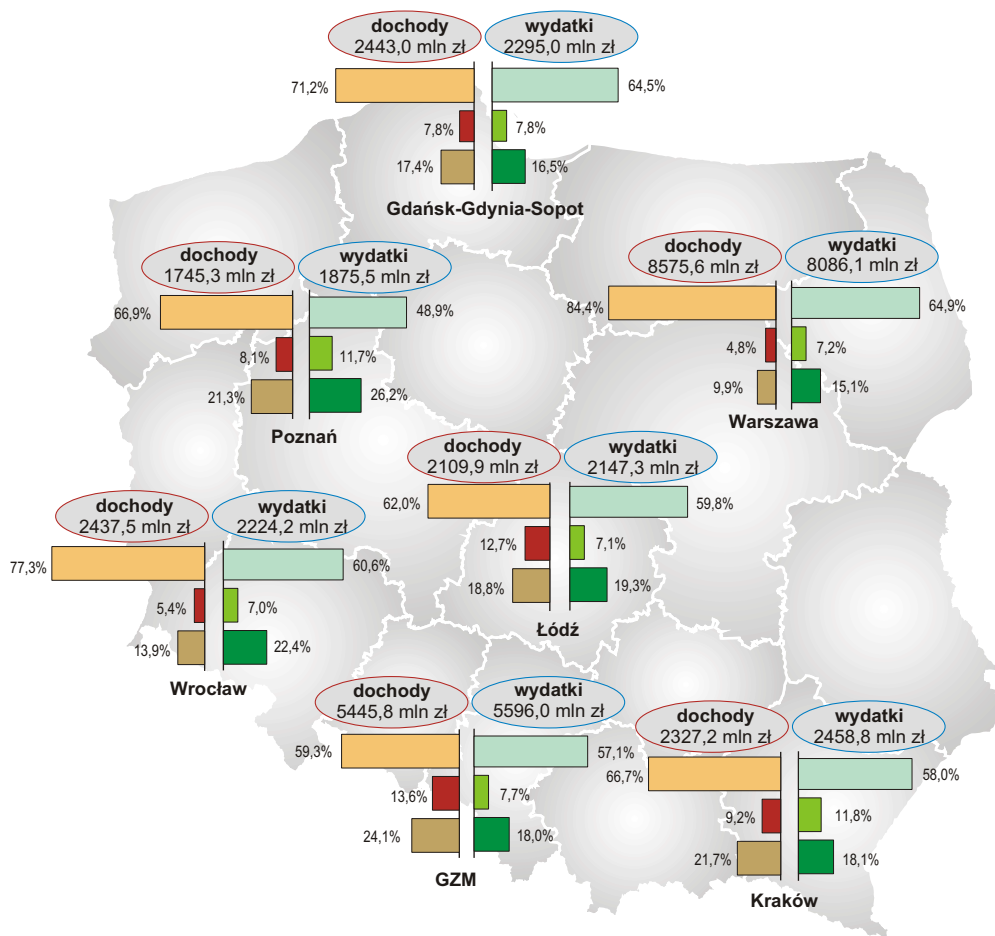 dochody
2443,0 mln zł
wydatki
2295,0 mln zł
71,2%
64,5%
7,8%
7,8%
17,4%
16,5%
Gdańsk-Gdynia-Sopot
dochody
1745,3 mln zł
wydatki
1875,5 mln zł
66,9%
48,9%
8,1%
11,7%
21,3%
26,2%
Poznań
dochody
8575,6 mln zł
wydatki
8086,1 mln zł
84,4%
64,9%
4,8%
7,2%
9,9%
15,1%
Warszawa
dochody
2109,9 mln zł
wydatki
2147,3 mln zł
62,0%
59,8%
12,7%
7,1%
18,8%
19,3%
Łódź
dochody
2437,5 mln zł
wydatki
2224,2 mln zł
77,3%
60,6%
5,4%
7,0%
13,9%
22,4%
Wrocław
dochody
5445,8 mln zł
wydatki
5596,0 mln zł
59,3%
57,1%
13,6%
7,7%
24,1%
18,0%
GZM
dochody
2327,2 mln zł
wydatki
2458,8 mln zł
66,7%
58,0%
9,2%
11,8%
21,7%
18,1%
Kraków